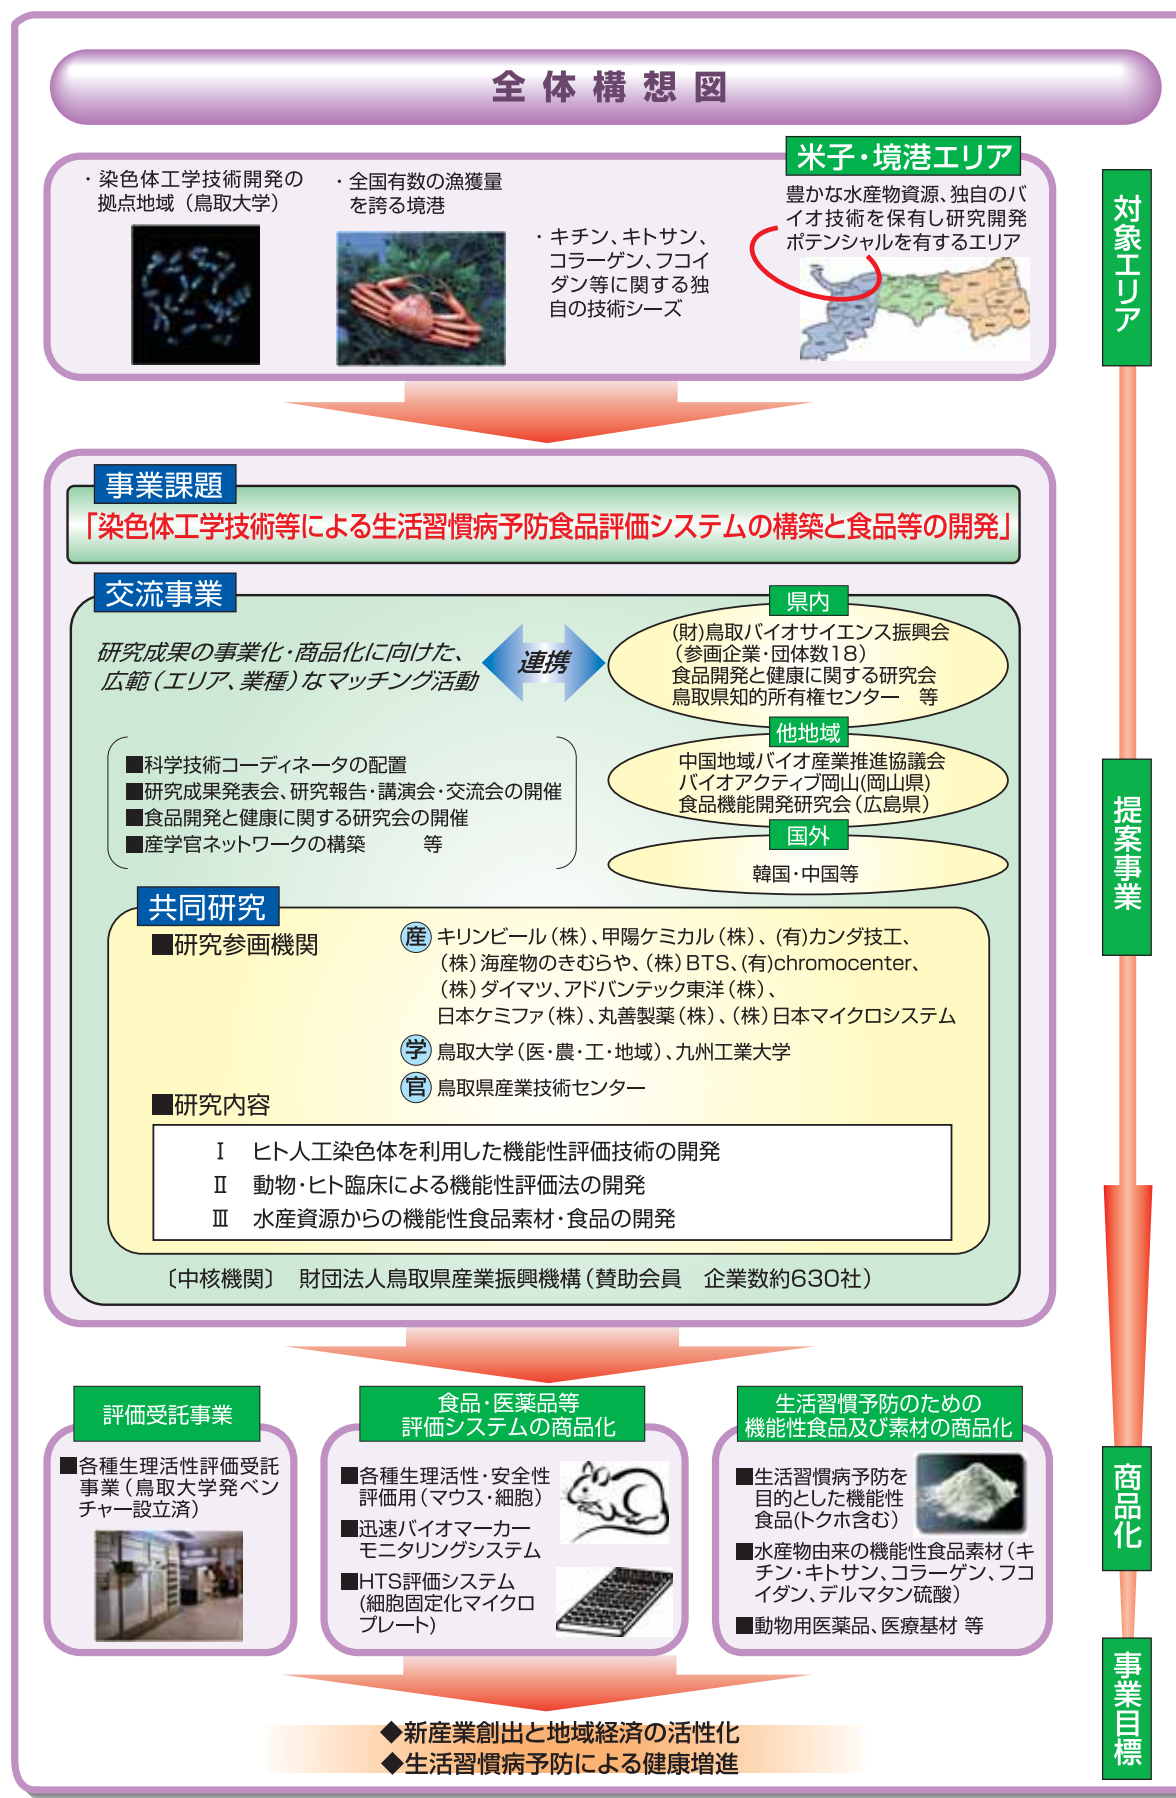 全体構想図
米子・境港エリア
・染色体工学技術開発の
拠点地域（鳥取大学）
・全国有数の漁獲量
を誇る境港
・キチン、キトサン、
コラーゲン、フコイ
ダン等に関する独
自の技術シーズ
豊かな水産物資源、独自のバ
イオ技術を保有し研究開発
ポテンシャルを有するエリア
対象エリア
事業課題
「染色体工学技術等による生活習慣病予防食品評価システムの構築と食品等の開発」
交流事業
研究成果の事業化・商品化に向けた、
広範（エリア、業種）なマッチング活動
連携
県内
(財)鳥取バイオサイエンス振興会
（参画企業・団体数18）
食品開発と健康に関する研究会
鳥取県知的所有権センター　等
他地域
中国地域バイオ産業推進協議会
バイオアクティブ岡山(岡山県)
食品機能開発研究会（広島県）
国外
韓国・中国等
■科学技術コーディネータの配置
■研究成果発表会、研究報告・講演会・交流会の開催
■食品開発と健康に関する研究会の開催
■産学官ネットワークの構築　　等
提案事業
共同研究
■研究参画機関
産 キリンビール（株）、甲陽ケミカル（株）、(有)カンダ技工、
（株）海産物のきむらや、（株）BTS、(有)chromocenter、
（株）ダイマツ、アドバンテック東洋（株）、
日本ケミファ（株）、丸善製薬（株）、（株）日本マイクロシステム
学 鳥取大学（医・農・工・地域）、九州工業大学
官 鳥取県産業技術センター
■研究内容
Ⅰ　ヒト人工染色体を利用した機能性評価技術の開発
Ⅱ　動物・ヒト臨床による機能性評価法の開発
Ⅲ　水産資源からの機能性食品素材・食品の開発
〔中核機関〕　財団法人鳥取県産業振興機構（賛助会員　企業数約630社）
評価受託事業
■各種生理活性評価受託
事業（鳥取大学発ベン
チャー設立済）
食品・医薬品等
評価システムの商品化
■各種生理活性・安全性
評価用（マウス・細胞）
■迅速バイオマーカー
モニタリングシステム
■HTS評価システム
(細胞固定化マイクロ
プレート)
生活習慣予防のための
機能性食品及び素材の商品化
■生活習慣病予防を
目的とした機能性
食品(トクホ含む)
■水産物由来の機能性食品素材（キ
チン・キトサン、コラーゲン、フコ
イダン、デルマタン硫酸）
■動物用医薬品、医療基材 等
商品化
◆新産業創出と地域経済の活性化
◆生活習慣病予防による健康増進
事業目標